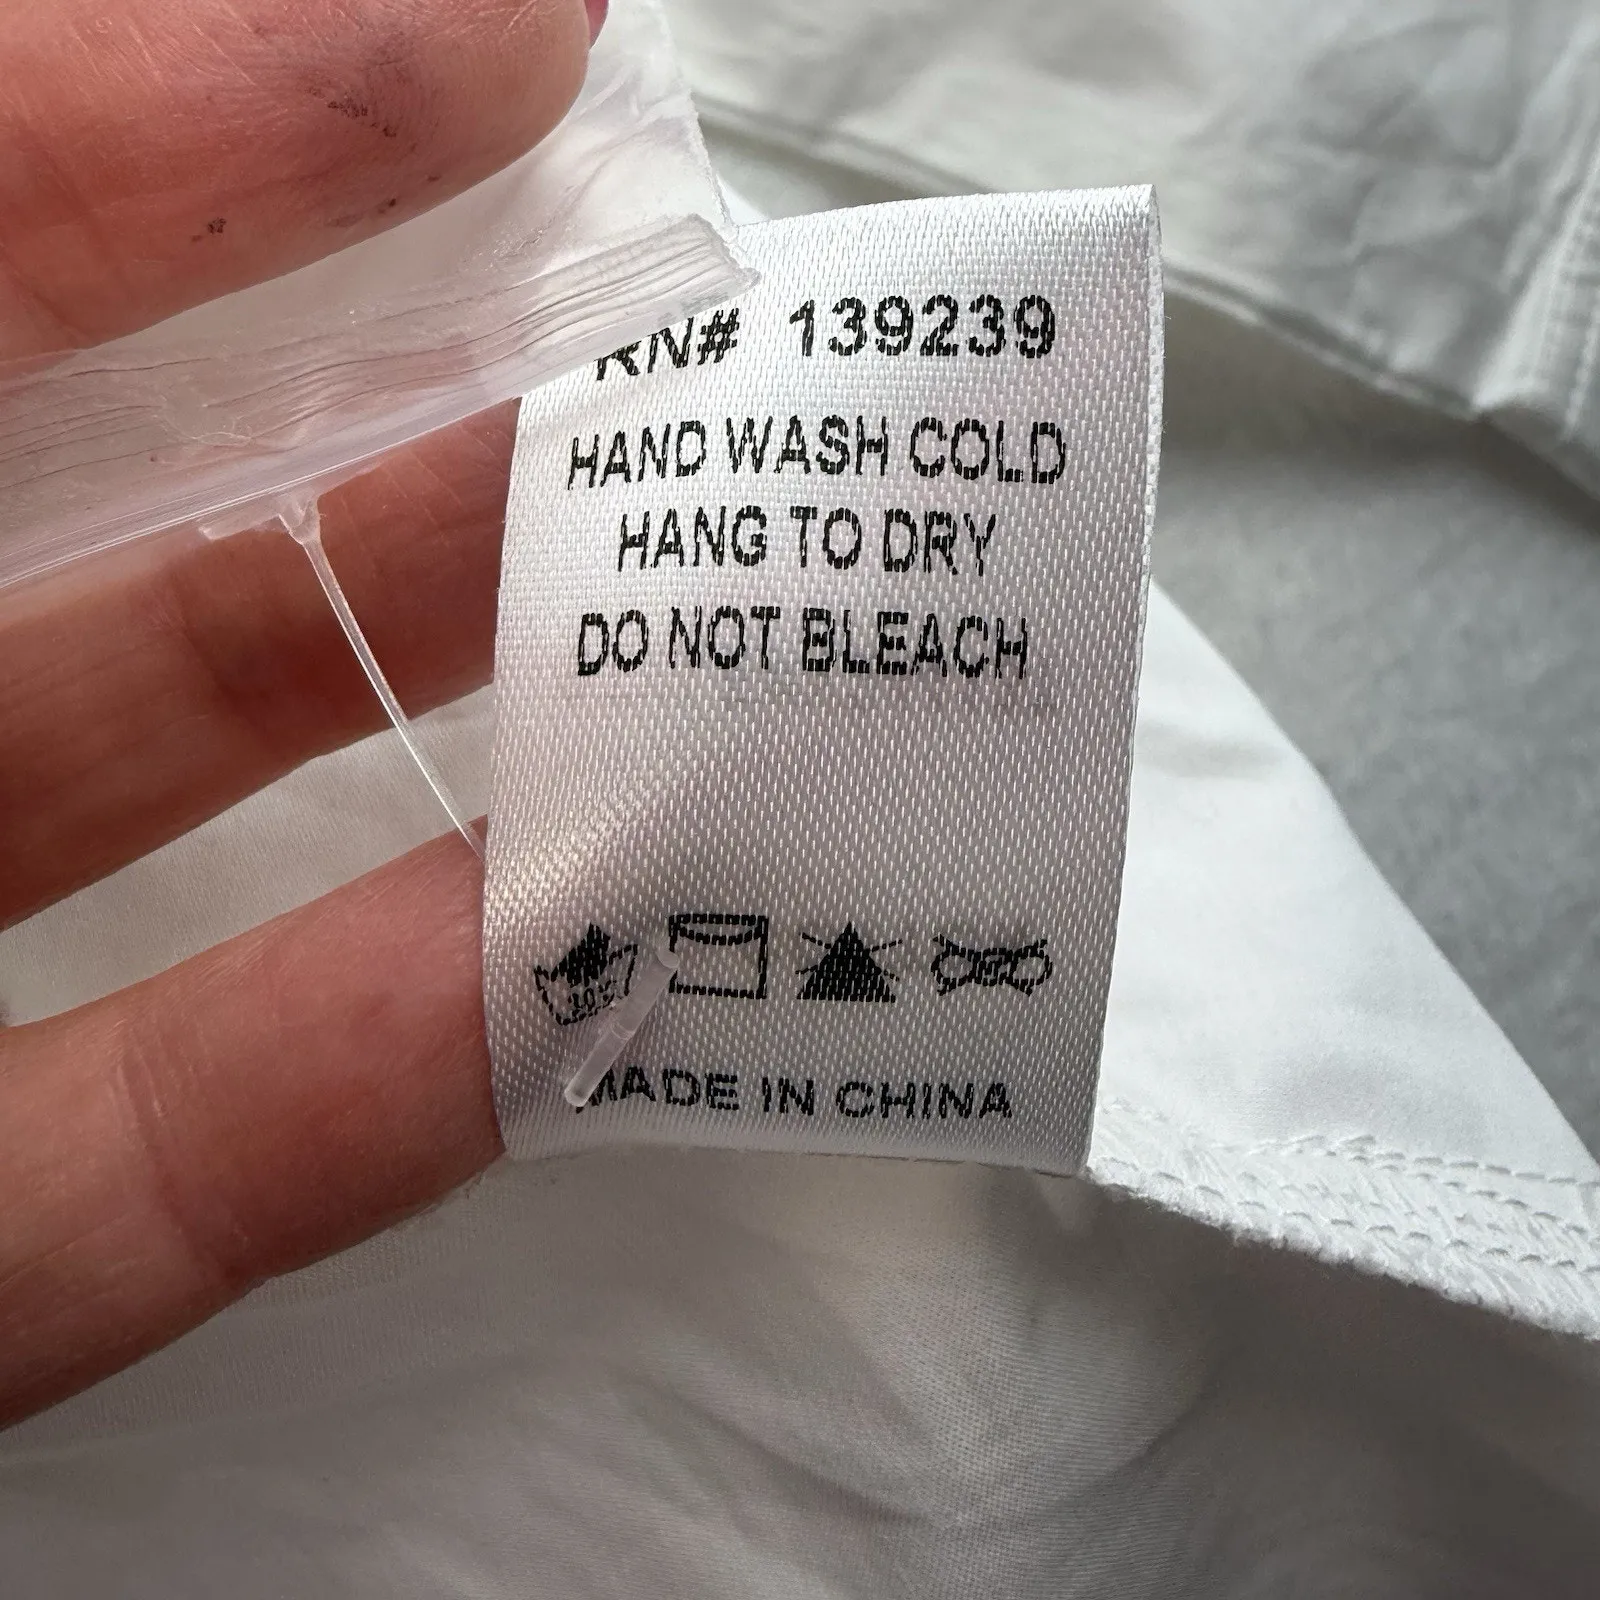 RN# 139239
HAND WASH COLD
HANG TO DRY
DO NOT BLEACH
MADE IN CHINA